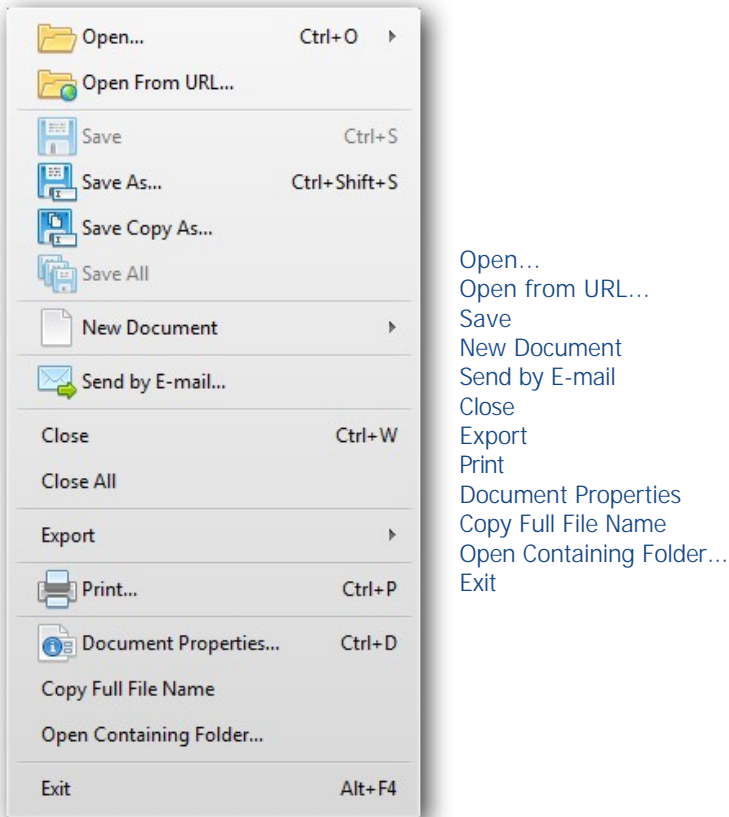 Open... Ctrl+O
Open From URL...
Save Ctrl+S
Save As... Ctrl+Shift+S
Save Copy As...
Save All
New Document
Send by E-mail...
Close Ctrl+W
Close All
Export
Print... Ctrl+P
Document Properties... Ctrl+D
Copy Full File Name
Open Containing Folder...
Exit Alt+F4
Open…
Open from URL…
Save
New Document
Send by E-mail
Close
Export
Print
Document Properties
Copy Full File Name
Open Containing Folder…
Exit